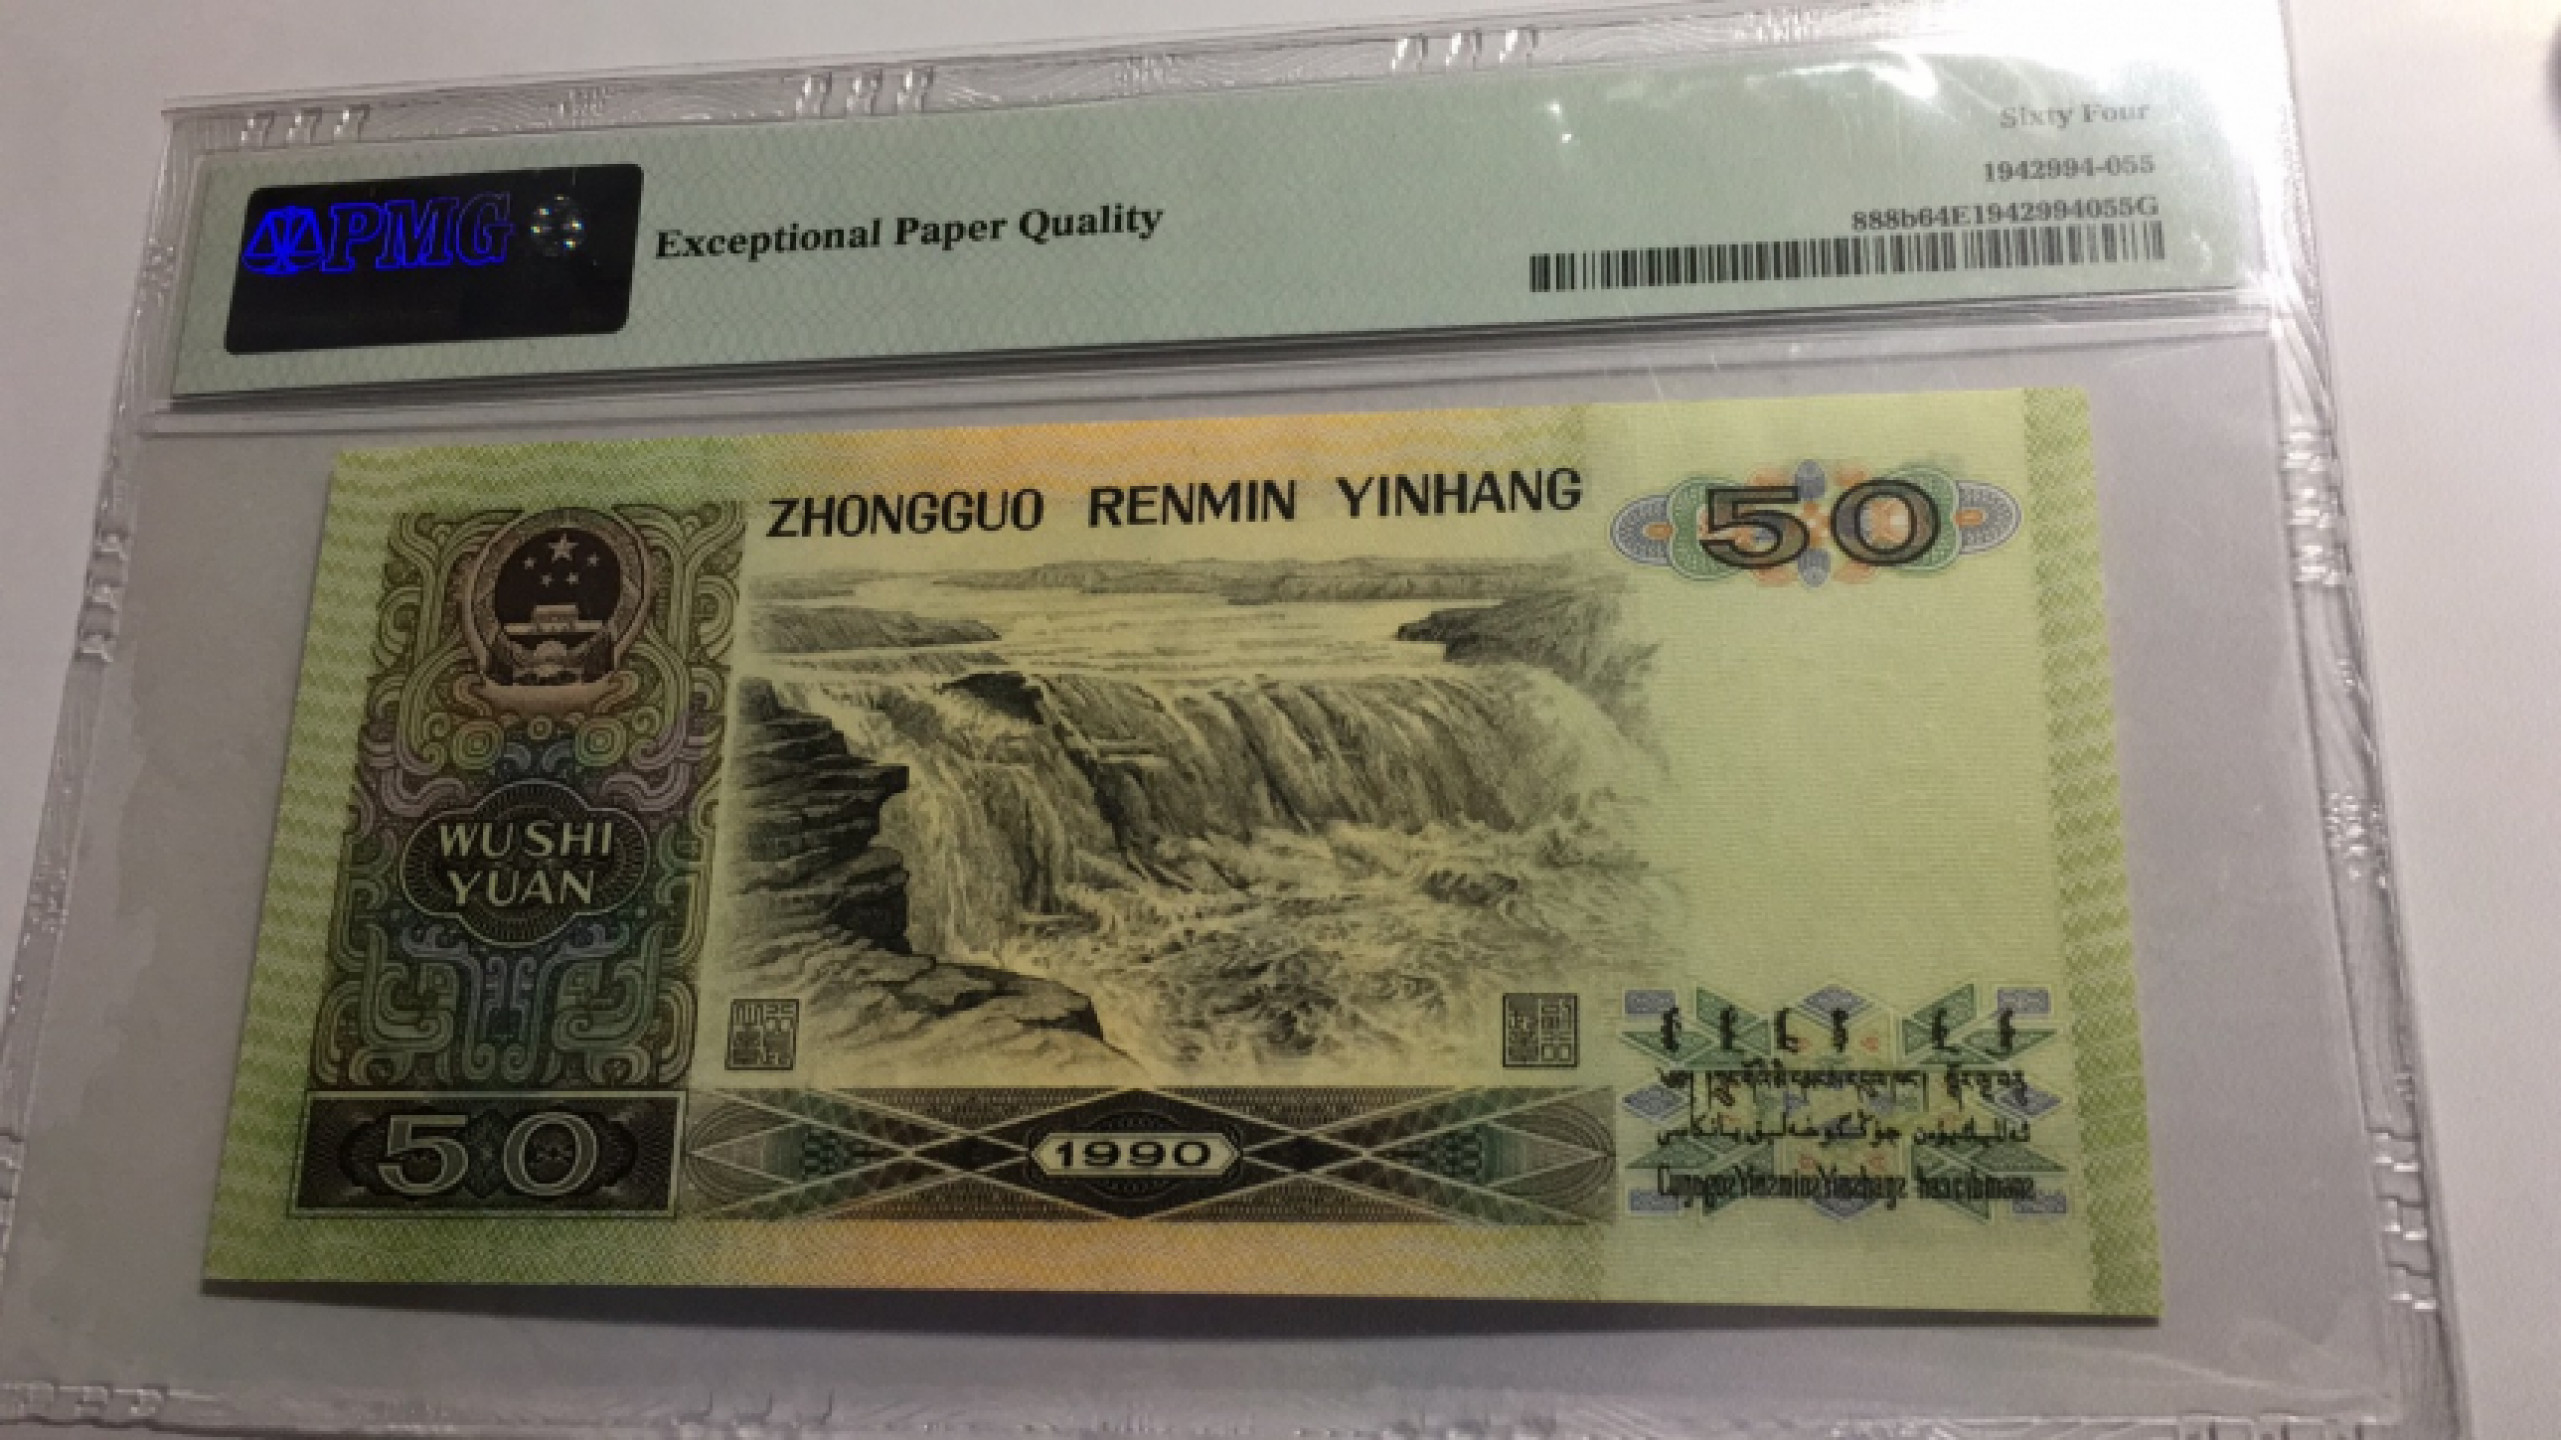 Sixty Four
1942994-055
888b64E1942994055G
PMG
Exceptional Paper Quality
ZHONGGUO RENMIN YINHANG
50
WU SHI
YUAN
50
1990